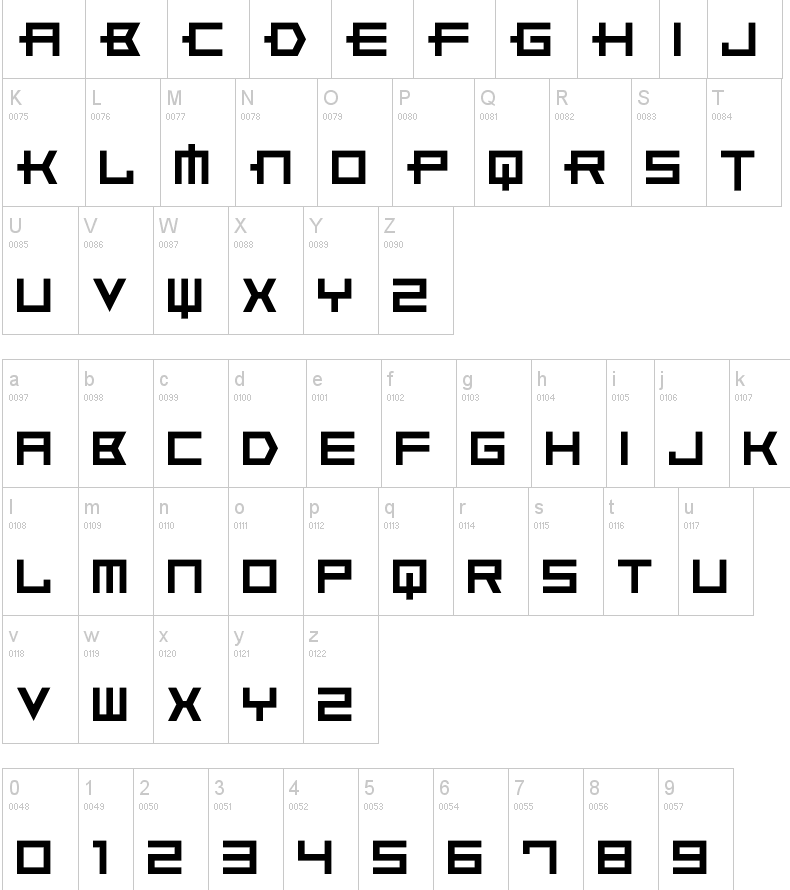 A B C D E F G H I J
K L M N O P Q R S T
0075 0076 0077 0078 0079 0080 0081 0082 0083 0084
K L M N O P Q R S T
U V W X Y Z
0085 0086 0087 0088 0089 0090
U V W X Y Z
a b c d e f g h i j k
0097 0098 0099 0100 0101 0102 0103 0104 0105 0106 0107
A B C D E F G H I J K
l m n o p q r s t u
0108 0109 0110 0111 0112 0113 0114 0115 0116 0117
L M N O P Q R S T U
v w x y z
0118 0119 0120 0121 0122
V W X Y Z
0 1 2 3 4 5 6 7 8 9
0048 0049 0050 0051 0052 0053 0054 0055 0056 0057
0 1 2 3 4 5 6 7 8 9